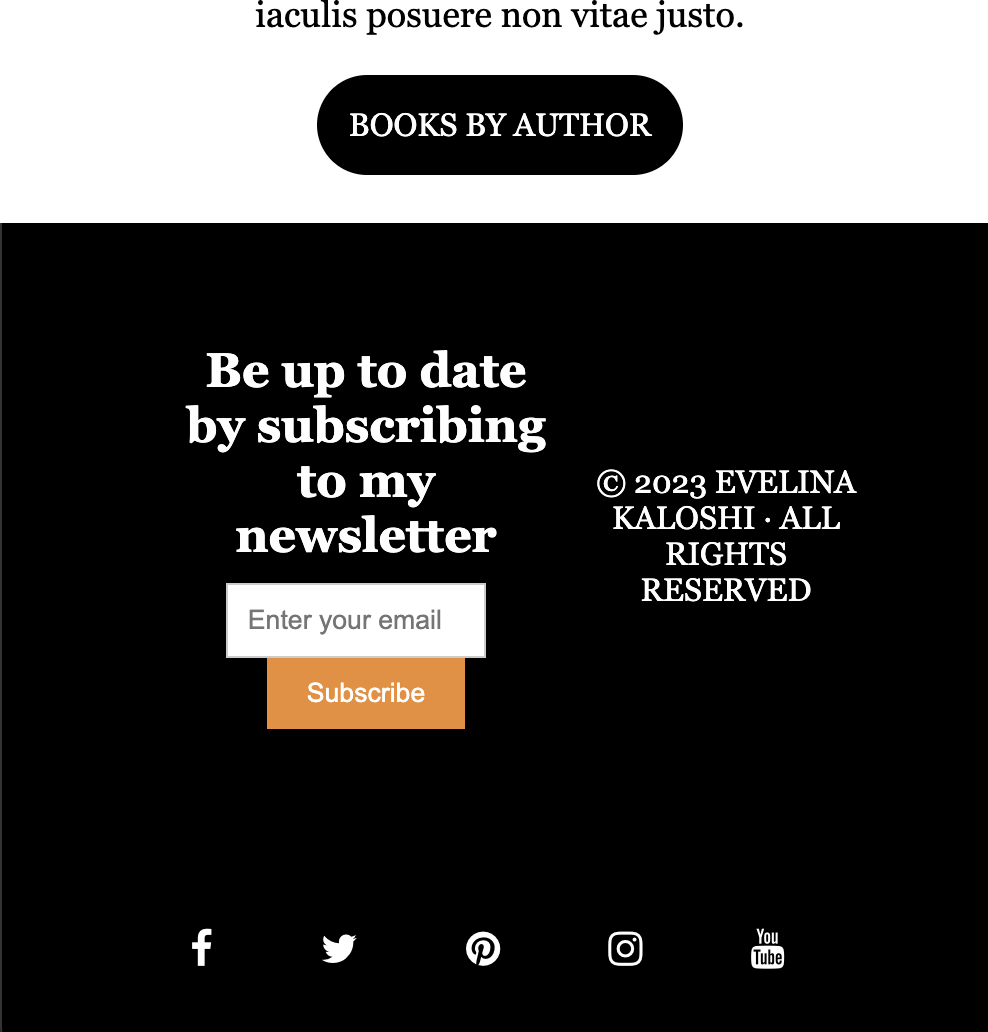 iaculis posuere non vitae justo.
BOOKS BY AUTHOR
Be up to date
by subscribing
to my
newsletter
Enter your email
Subscribe
© 2023 EVELINA
KALOSHI · ALL
RIGHTS
RESERVED
You
Tube